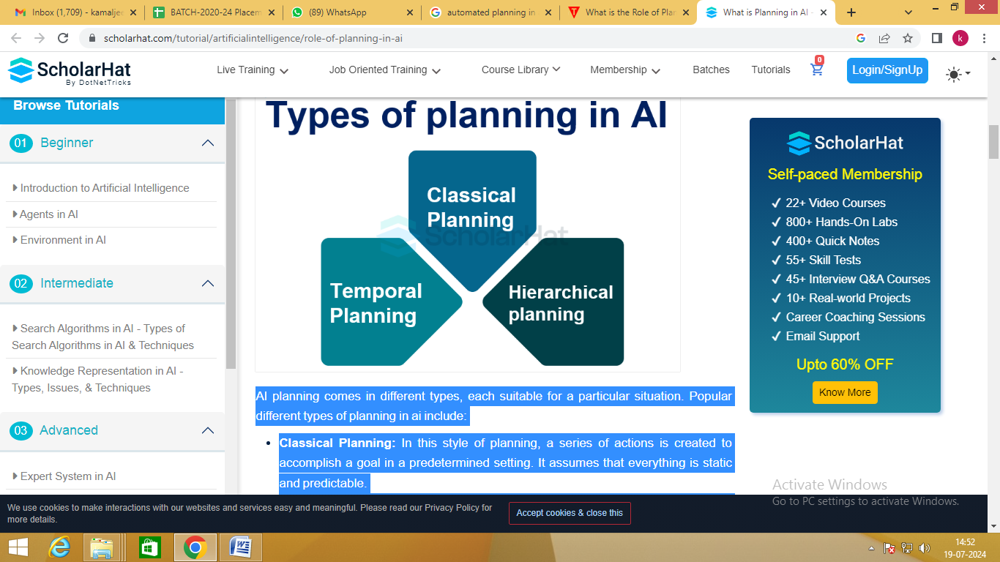 Inbox (1,709) - kamaljee
BATCH-2020-24 Placem
(89) WhatsApp
automated planning in
What is the Role of Plan
What is Planning in AI -
scholarhat.com/tutorial/artificialintelligence/role-of-planning-in-ai
k
ScholarHat
By DotNetTricks
Live Training
Job Oriented Training
Course Library
Membership
Batches
Tutorials
0
Login/SignUp
Browse Tutorials
01 Beginner
Introduction to Artificial Intelligence
Agents in AI
Environment in AI
02 Intermediate
Search Algorithms in AI - Types of
Search Algorithms in AI & Techniques
Knowledge Representation in AI -
Types, Issues, & Techniques
03 Advanced
Expert System in AI
Types of planning in AI
Classical
Planning
ScholarHat
Temporal
Planning
Hierarchical
planning
AI planning comes in different types, each suitable for a particular situation. Popular
different types of planning in ai include:
• Classical Planning: In this style of planning, a series of actions is created to
accomplish a goal in a predetermined setting. It assumes that everything is static
and predictable.
ScholarHat
Self-paced Membership
✓ 22+ Video Courses
✓ 800+ Hands-On Labs
✓ 400+ Quick Notes
✓ 55+ Skill Tests
✓ 45+ Interview Q&A Courses
✓ 10+ Real-world Projects
✓ Career Coaching Sessions
✓ Email Support
Upto 60% OFF
Know More
Activate Windows
Go to PC settings to activate Windows.
We use cookies to make interactions with our websites and services easy and meaningful. Please read our Privacy Policy for
more details.
Accept cookies & close this
14:52
19-07-2024